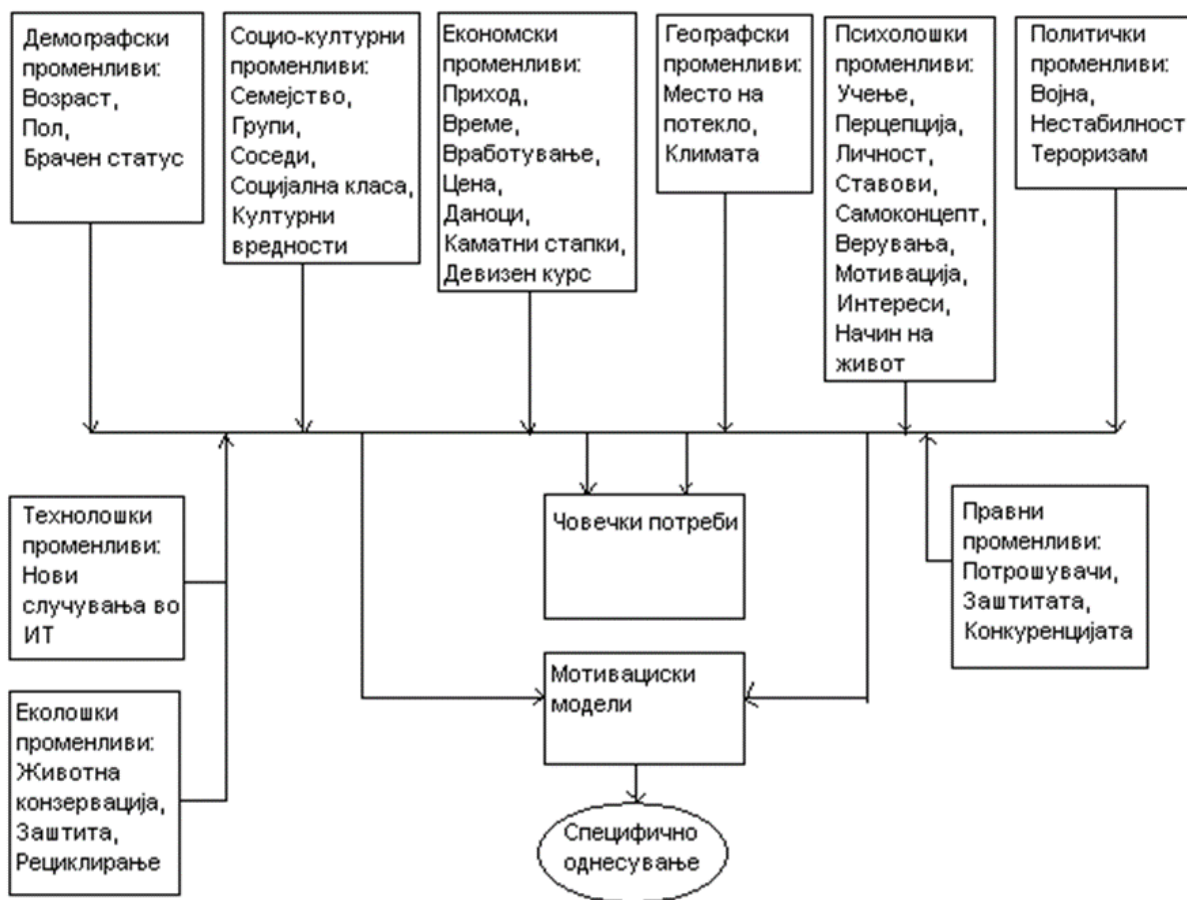 Демографски
променливи:
Возраст,
Пол,
Брачен статус
Социо-културни
променливи:
Семејство,
Групи,
Соседи,
Социјална класа,
Културни
вредности
Економски
променливи:
Приход,
Време,
Вработување,
Цена,
Даноци,
Каматни стапки,
Девизен курс
Географски
променливи:
Место на
потекло,
Климата
Психолошки
променливи:
Учење,
Перцепција,
Личност,
Ставови,
Самоконцепт,
Верувања,
Мотивација,
Интереси,
Начин на
живот
Политички
променливи:
Војна,
Нестабилност
Тероризам
Технолошки
променливи:
Нови
случувања во
ИТ
Човечки потреби
Правни
променливи:
Потрошувачи,
Заштитата,
Конкуренцијата
Еколошки
променливи:
Животна
конзервација,
Заштита,
Рециклирање
Мотивациски
модели
Специфично
однесување